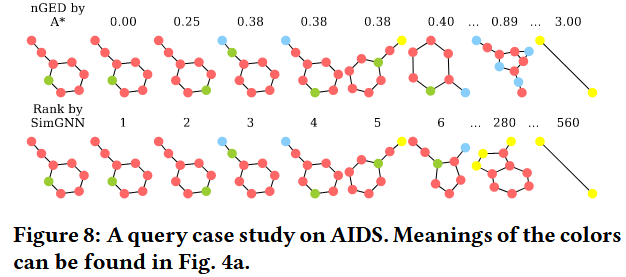 nGED by
A* 0.00 0.25 0.38 0.38 0.38 0.40 ... 0.89 ... 3.00
Rank by
SimGNN 1 2 3 4 5 6 ... 280 ... 560
Figure 8: A query case study on AIDS. Meanings of the colors
can be found in Fig. 4a.